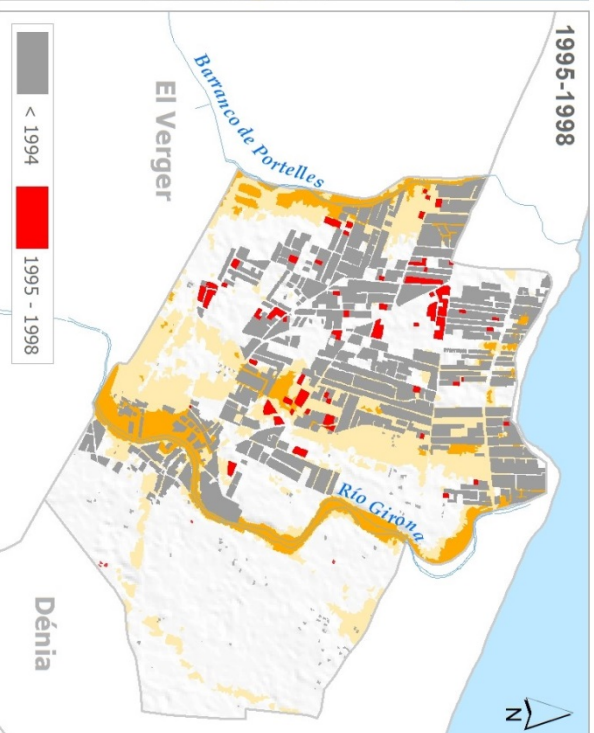 1995-1998
Barranco de Portelles
El Verger
Río Girona
Dénia
N
< 1994
1995 - 1998